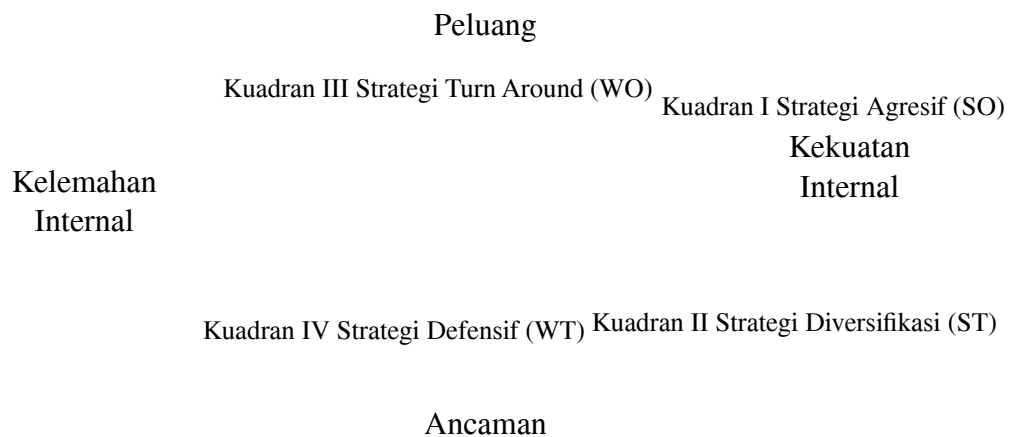 Peluang
Kuadran III Strategi Turn Around (WO)
Kuadran I Strategi Agresif (SO)
Kekuatan
Internal
Kelemahan
Internal
Kuadran IV Strategi Defensif (WT)
Kuadran II Strategi Diversifikasi (ST)
Ancaman